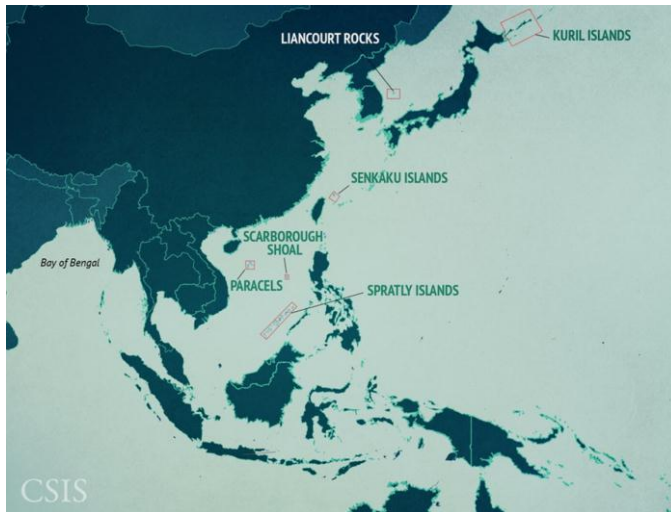 LIANCOURT ROCKS
KURIL ISLANDS
SENKAKU ISLANDS
SCARBOROUGH
SHOAL
Bay of Bengal
PARACELS
SPRATLY ISLANDS
CSIS